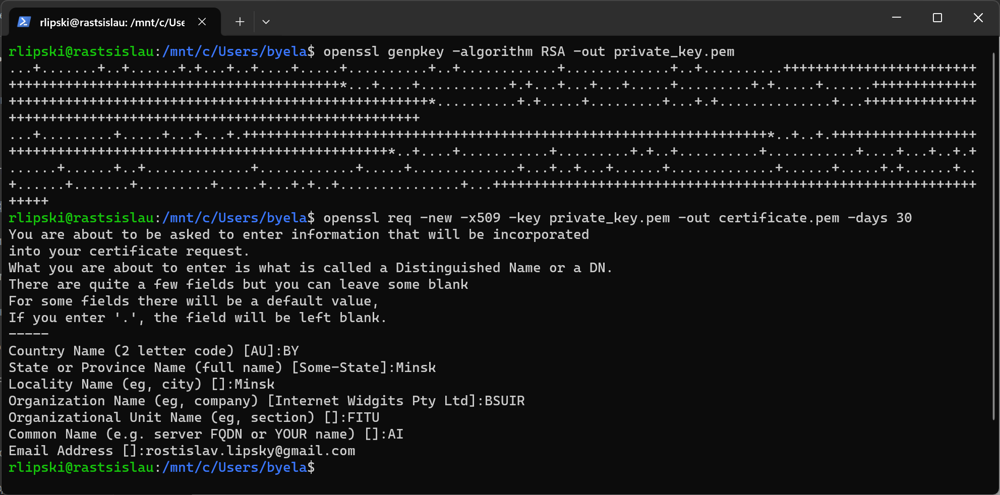 rlipski@rastsislau: /mnt/c/Use
rlipski@rastsislau:/mnt/c/Users/byela$ openssl genpkey -algorithm RSA -out private_key.pem
rlipski@rastsislau:/mnt/c/Users/byela$ openssl req -new -x509 -key private_key.pem -out certificate.pem -days 30
You are about to be asked to enter information that will be incorporated
into your certificate request.
What you are about to enter is what is called a Distinguished Name or a DN.
There are quite a few fields but you can leave some blank
For some fields there will be a default value,
If you enter '.', the field will be left blank.
-----
Country Name (2 letter code) [AU]:BY
State or Province Name (full name) [Some-State]:Minsk
Locality Name (eg, city) []:Minsk
Organization Name (eg, company) [Internet Widgits Pty Ltd]:BSUIR
Organizational Unit Name (eg, section) []:FITU
Common Name (e.g. server FQDN or YOUR name) []:AI
Email Address []:rostislav.lipsky@gmail.com
rlipski@rastsislau:/mnt/c/Users/byela$